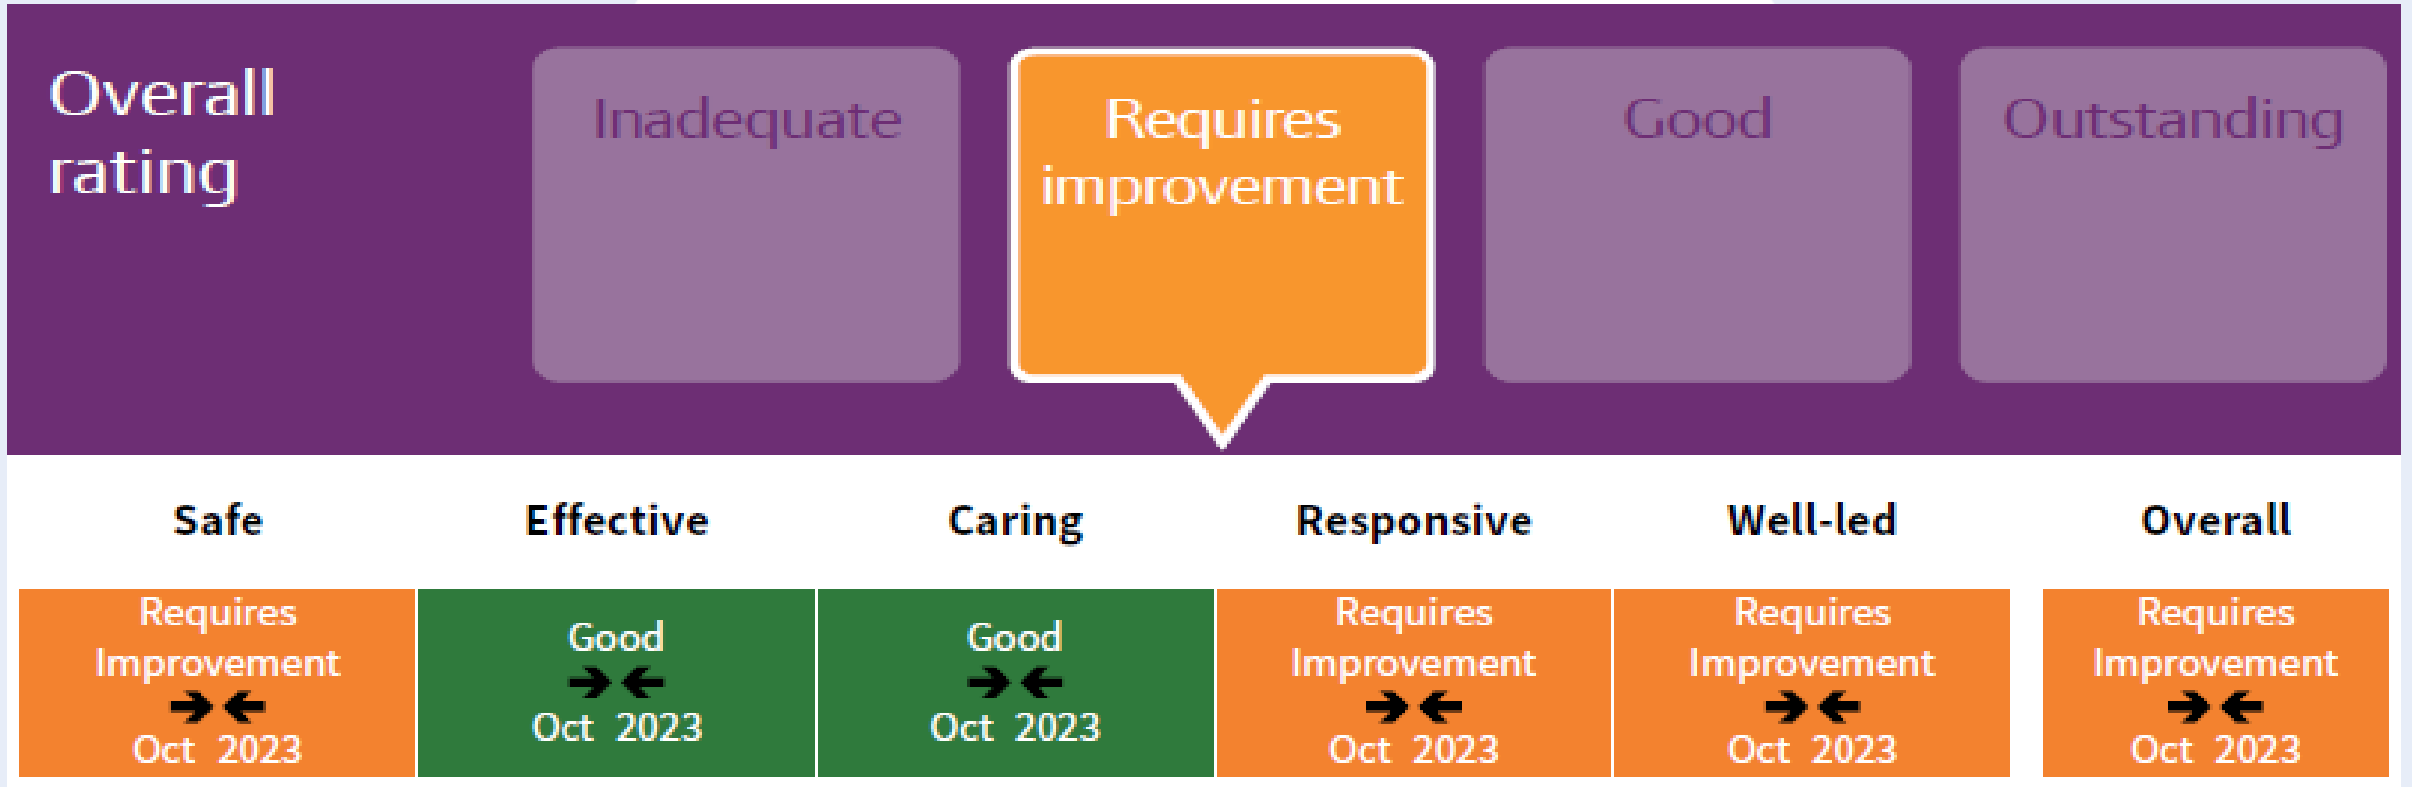 Overall
rating
Inadequate
Requires
improvement
Good
Outstanding
Safe
Effective
Caring
Responsive
Well-led
Overall
Requires
Improvement
Oct 2023
Good
Oct 2023
Good
Oct 2023
Requires
Improvement
Oct 2023
Requires
Improvement
Oct 2023
Requires
Improvement
Oct 2023